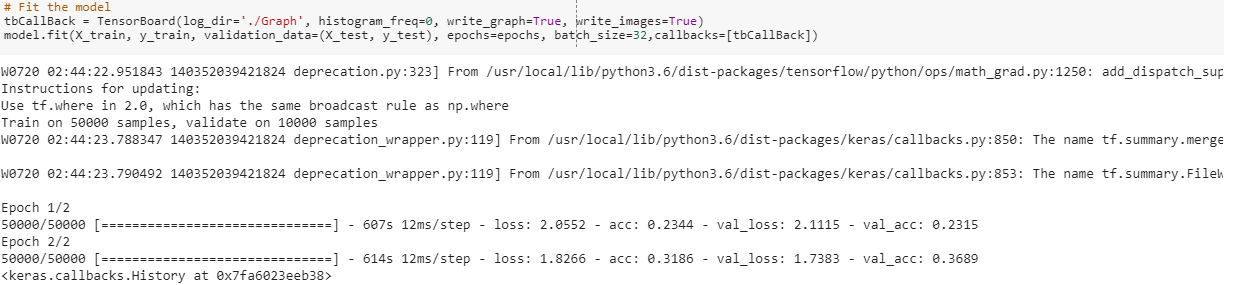 # Fit the model
tbCallBack = TensorBoard(log_dir='./Graph', histogram_freq=0, write_graph=True, write_images=True)
model.fit(X_train, y_train, validation_data=(X_test, y_test), epochs=epochs, batch_size=32,callbacks=[tbCallBack])
W0720 02:44:22.951843 140352039421824 deprecation.py:323] From /usr/local/lib/python3.6/dist-packages/tensorflow/python/ops/math_grad.py:1250: add_dispatch_sup
Instructions for updating:
Use tf.where in 2.0, which has the same broadcast rule as np.where
Train on 50000 samples, validate on 10000 samples
W0720 02:44:23.788347 140352039421824 deprecation_wrapper.py:119] From /usr/local/lib/python3.6/dist-packages/keras/callbacks.py:850: The name tf.summary.merge
W0720 02:44:23.790492 140352039421824 deprecation_wrapper.py:119] From /usr/local/lib/python3.6/dist-packages/keras/callbacks.py:853: The name tf.summary.FileW
Epoch 1/2
50000/50000 [==============================] - 607s 12ms/step - loss: 2.0552 - acc: 0.2344 - val_loss: 2.1115 - val_acc: 0.2315
Epoch 2/2
50000/50000 [==============================] - 614s 12ms/step - loss: 1.8266 - acc: 0.3186 - val_loss: 1.7383 - val_acc: 0.3689
<keras.callbacks.History at 0x7fa6023eeb38>